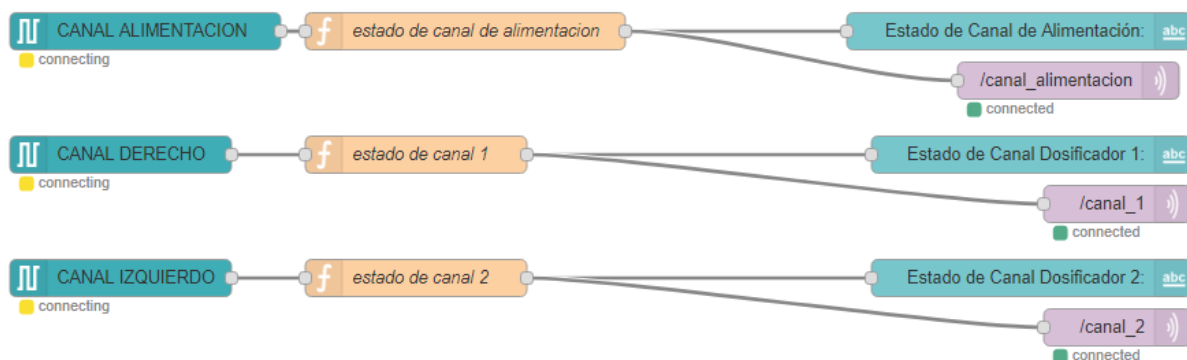 CANAL ALIMENTACION estado de canal de alimentacion Estado de Canal de Alimentación: abc
connecting
/canal_alimentacion
connected
CANAL DERECHO estado de canal 1 Estado de Canal Dosificador 1: abc
connecting
/canal_1
connected
CANAL IZQUIERDO estado de canal 2 Estado de Canal Dosificador 2: abc
connecting
/canal_2
connected